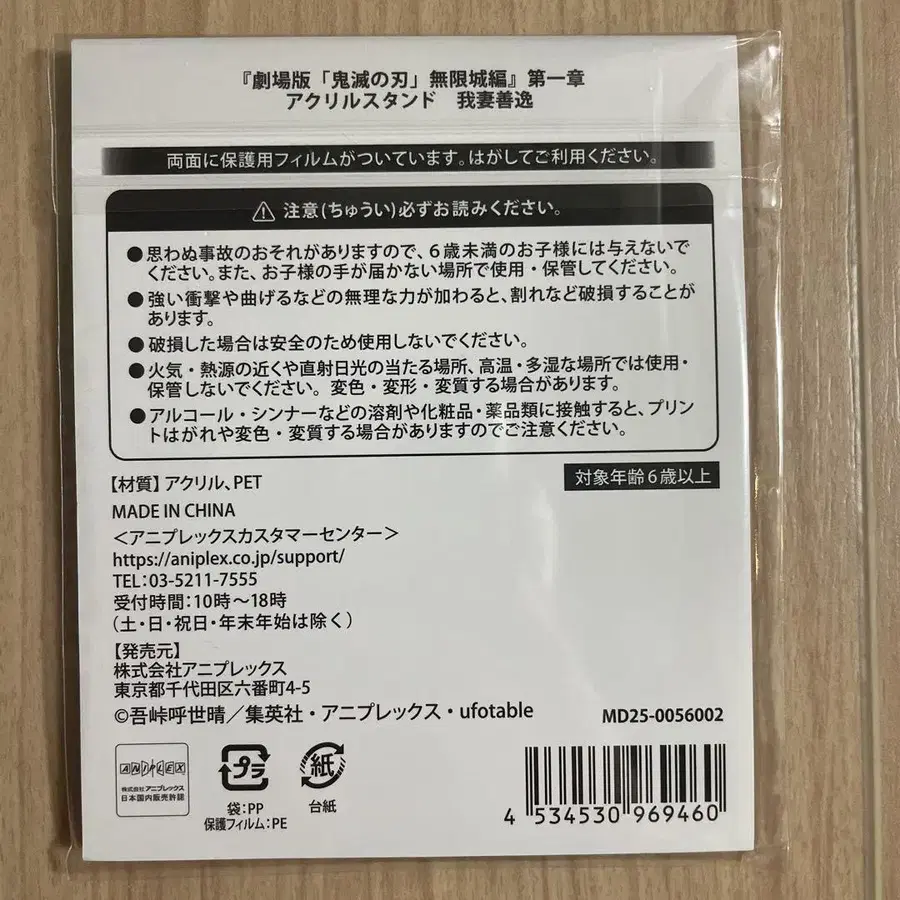 『劇場版「鬼滅の刃」無限城編』第一章
アクリルスタンド 我妻善逸
両面に保護用フィルムがついています。はがしてご利用ください。
⚠ 注意(ちゅうい)必ずお読みください。
●思わぬ事故のおそれがありますので、6歳未満のお子様には与えないで
ください。また、お子様の手が届かない場所で使用・保管してください。
●強い衝撃や曲げるなどの無理な力が加わると、割れなど破損することが
あります。
●破損した場合は安全のため使用しないでください。
●火気・熱源の近くや直射日光の当たる場所、高温・多湿な場所では使用・
保管しないでください。変色・変形・変質する場合があります。
●アルコール・シンナーなどの溶剤や化粧品・薬品類に接触すると、プリン
トはがれや変色・変質する場合がありますのでご注意ください。
【材質】アクリル、PET
対象年齢6歳以上
MADE IN CHINA
<アニプレックスカスタマーセンター>
https://aniplex.co.jp/support/
TEL:03-5211-7555
受付時間:10時~18時
(土・日・祝日・年末年始は除く)
【発売元】
株式会社アニプレックス
東京都千代田区六番町4-5
©吾峠呼世晴/集英社・アニプレックス・ufotable
MD25-0056002
ANIPLEX
株式会社アニプレックス
日本国内販売許諾
プラ
袋:PP
保護フィルム:PE
紙
台紙
4 534530 969460